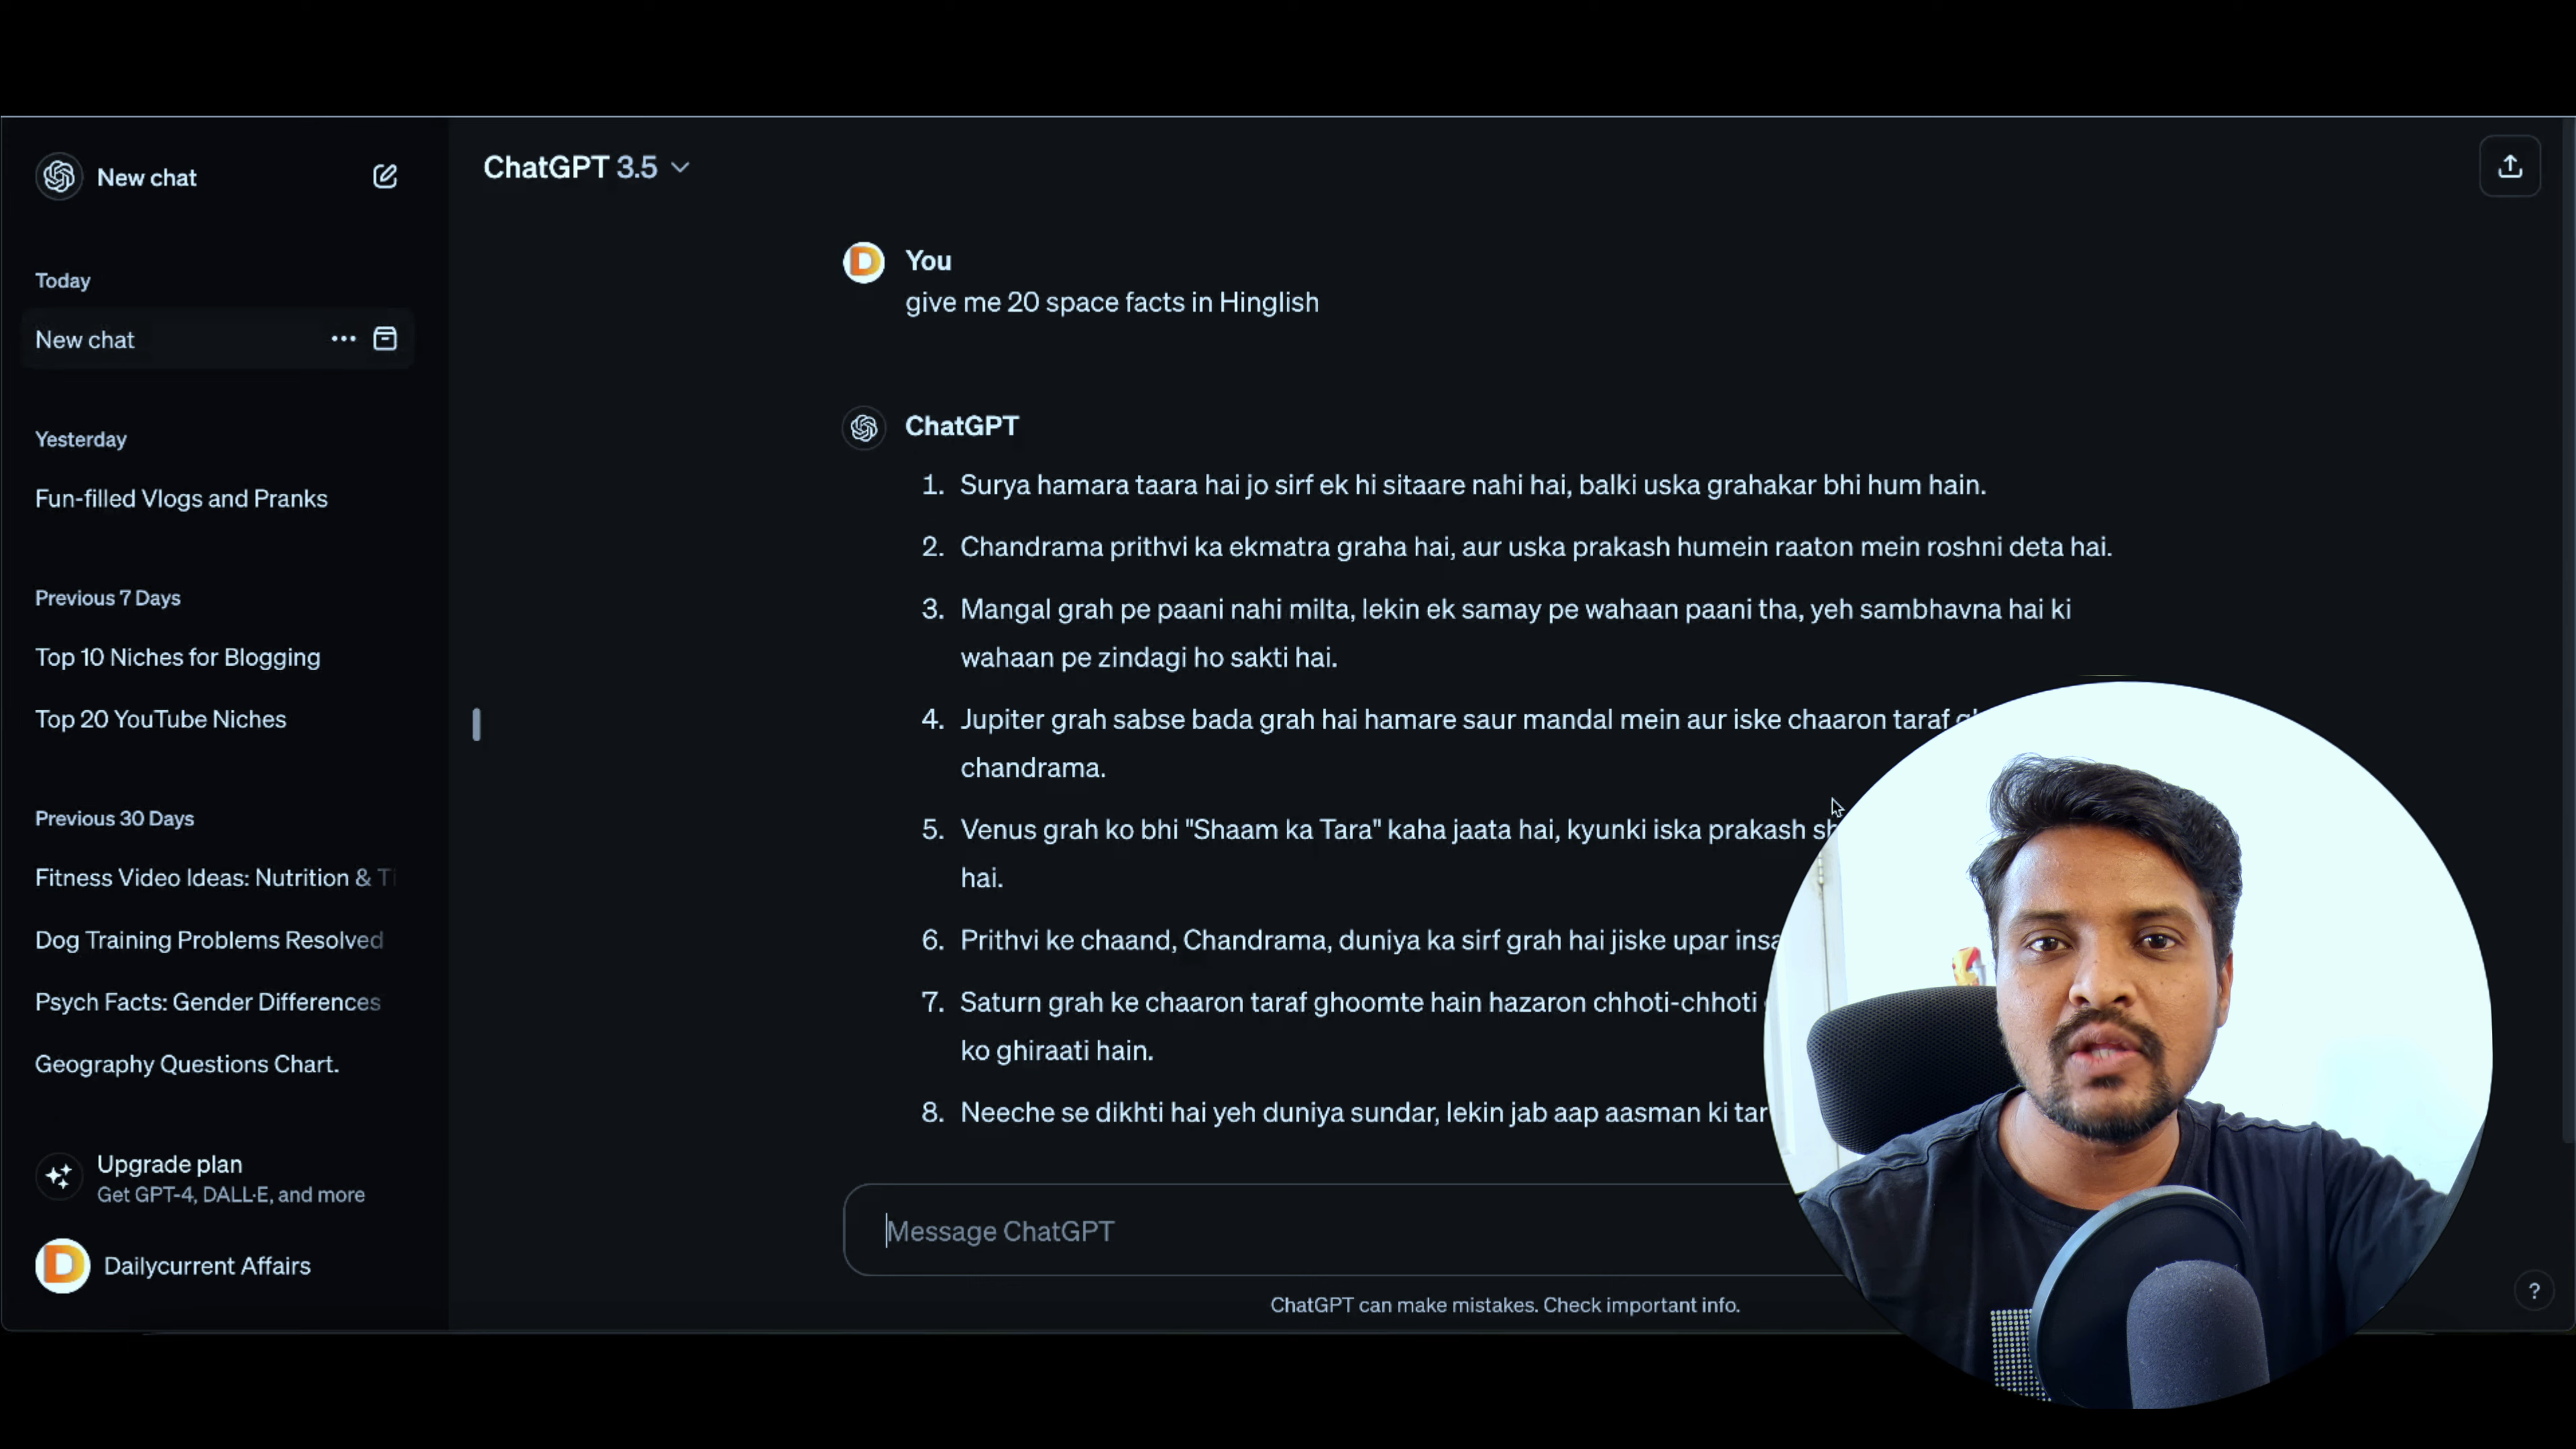 New chat
Today
New chat
Yesterday
Fun-filled Vlogs and Pranks
Previous 7 Days
Top 10 Niches for Blogging
Top 20 YouTube Niches
Previous 30 Days
Fitness Video Ideas: Nutrition &
Dog Training Problems Resolved
Psych Facts: Gender Differences
Geography Questions Chart.
Upgrade plan
Get GPT-4, DALL·E, and more
D
Dailycurrent Affairs
ChatGPT 3.5
D
You
give me 20 space facts in Hinglish
ChatGPT
1. Surya hamara taara hai jo sirf ek hi sitaare nahi hai, balki uska grahakar bhi hum hain.
2. Chandrama prithvi ka ekmatra graha hai, aur uska prakash humein raaton mein roshni deta hai.
3. Mangal grah pe paani nahi milta, lekin ek samay pe wahaan paani tha, yeh sambhavna hai ki
wahaan pe zindagi ho sakti hai.
4. Jupiter grah sabse bada grah hai hamare saur mandal mein aur iske chaaron taraf
chandrama.
5. Venus grah ko bhi "Shaam ka Tara" kaha jaata hai, kyunki iska prakash
hai.
6. Prithvi ke chaand, Chandrama, duniya ka sirf grah hai jiske upar
7. Saturn grah ke chaaron taraf ghoomte hain hazaron chhoti-chhoti
ko ghiraati hain.
8. Neeche se dikhti hai yeh duniya sundar, lekin jab aap aasman ki
Message ChatGPT
ChatGPT can make mistakes. Check important info.
?